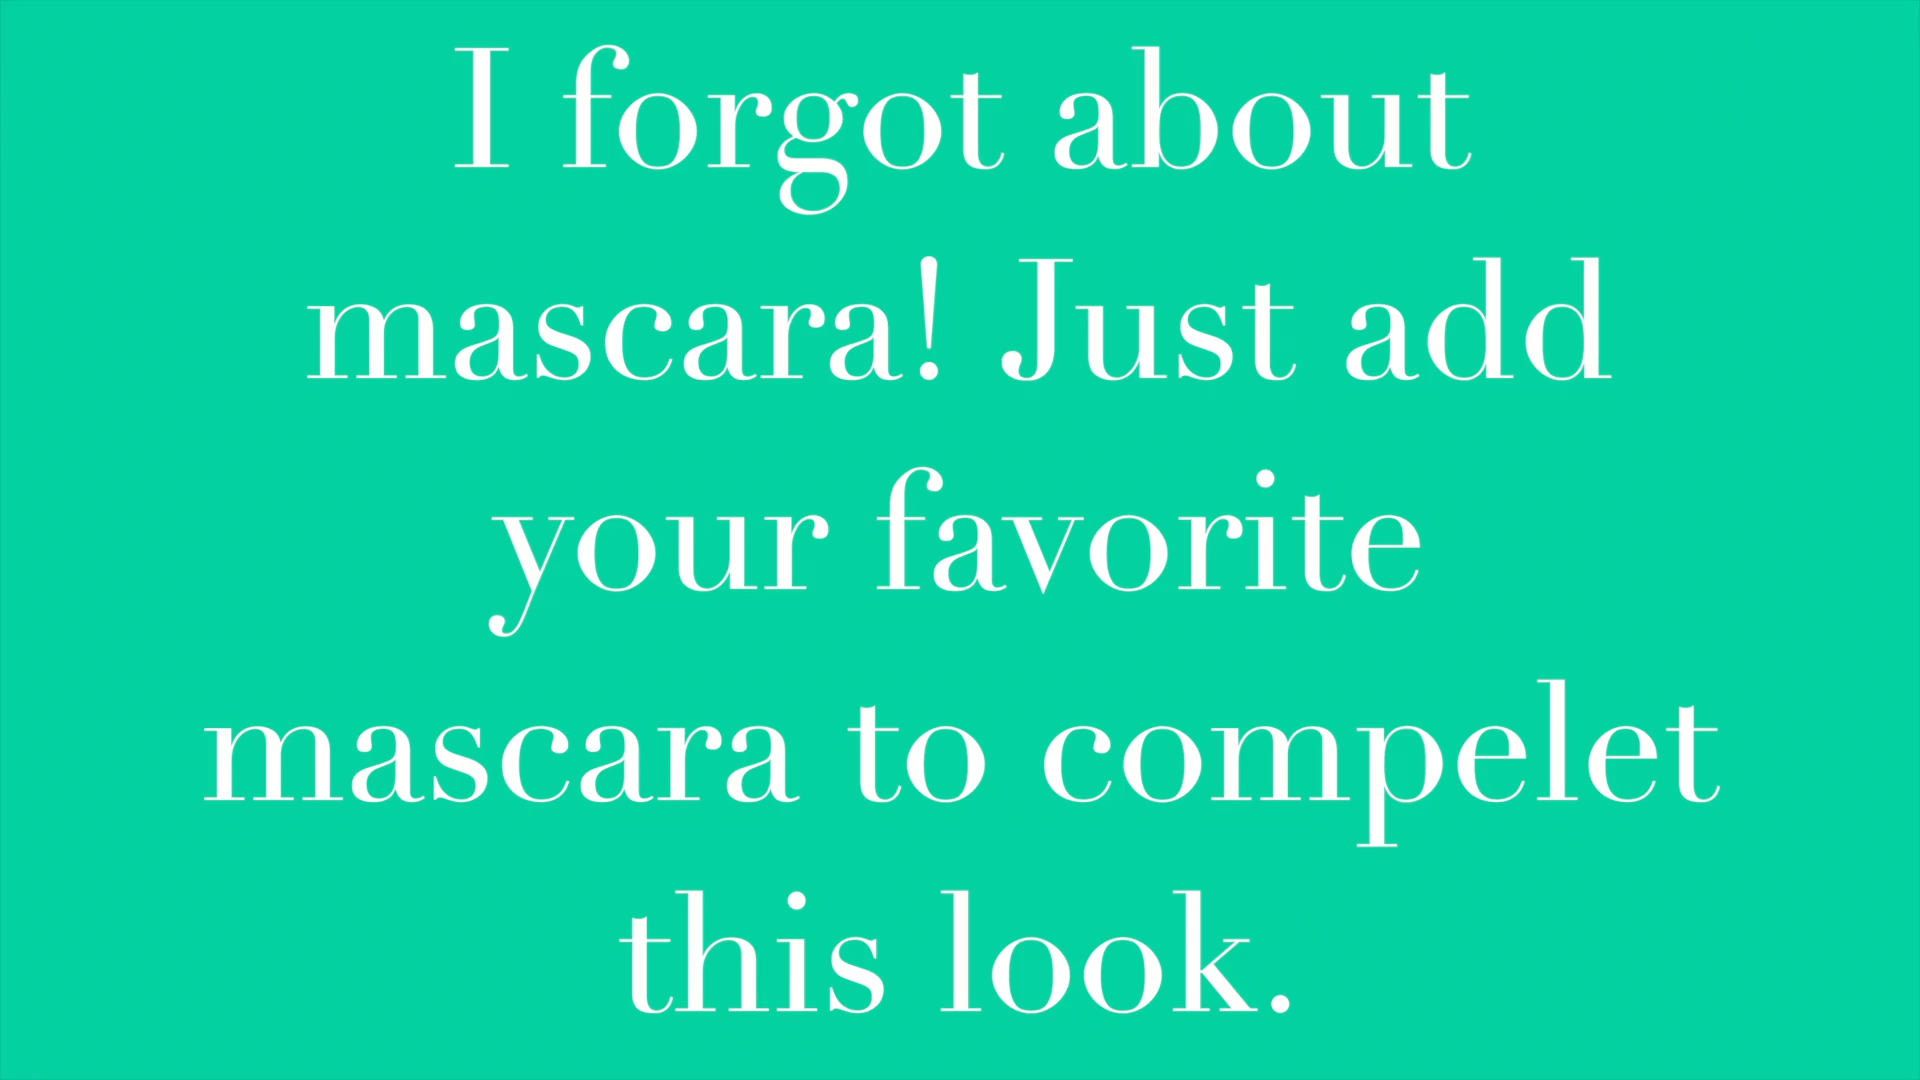 I forgot about
mascara! Just add
your favorite
mascara to compelet
this look.